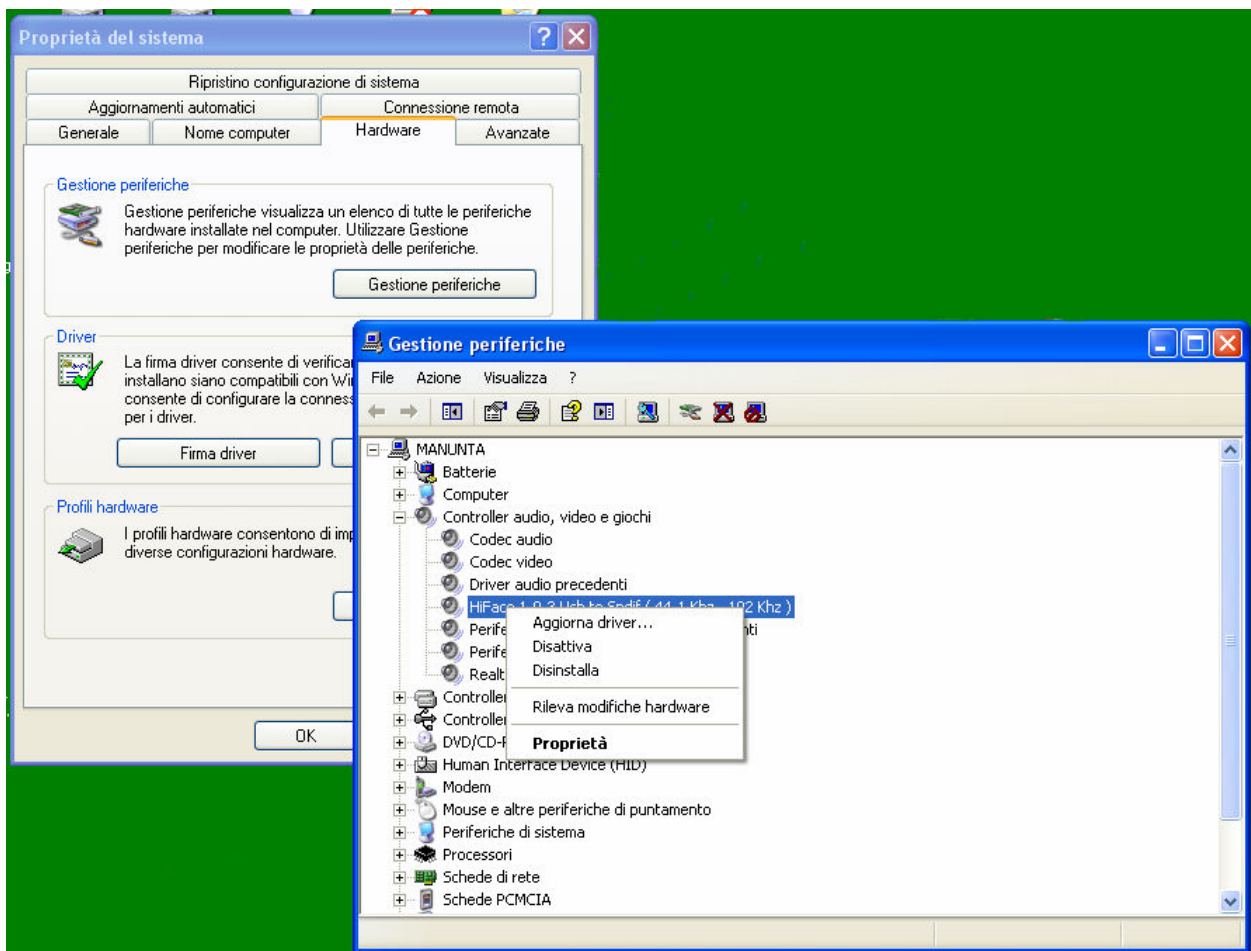 Proprietà del sistema
Ripristino configurazione di sistema
Aggiornamenti automatici
Connessione remota
Generale
Nome computer
Hardware
Avanzate
Gestione periferiche
Gestione periferiche visualizza un elenco di tutte le periferiche
hardware installate nel computer. Utilizzare Gestione
periferiche per modificare le proprietà delle periferiche.
Gestione periferiche
Driver
La firma driver consente di
installano siano compatibili con
consente di configurare la
per i driver.
Firma driver
Profili hardware
I profili hardware consentono di
diverse configurazioni hardware.
OK
Gestione periferiche
File Azione Visualizza ?
MANUNTA
Batterie
Computer
Controller audio, video e giochi
Codec audio
Codec video
Driver audio precedenti
HiFace 1.0.3 Usb to Spdif ( 44.1 Khz - 192 Khz )
Aggiorna driver...
Disattiva
Disinstalla
Rileva modifiche hardware
Proprietà
Controller
Controller
Human Interface Device (HID)
Modem
Mouse e altre periferiche di puntamento
Periferiche di sistema
Processori
Schede di rete
Schede PCMCIA